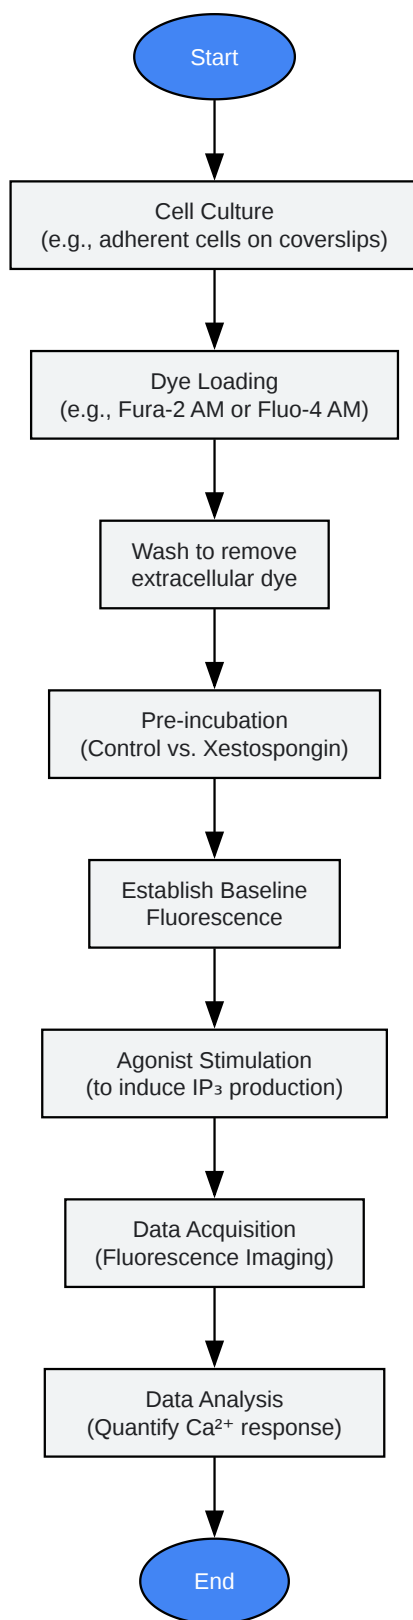 Start
Cell Culture
(e.g., adherent cells on coverslips)
Dye Loading
(e.g., Fura-2 AM or Fluo-4 AM)
Wash to remove
extracellular dye
Pre-incubation
(Control vs. Xestospongin)
Establish Baseline
Fluorescence
Agonist Stimulation
(to induce IP₃ production)
Data Acquisition
(Fluorescence Imaging)
Data Analysis
(Quantify Ca²⁺ response)
End